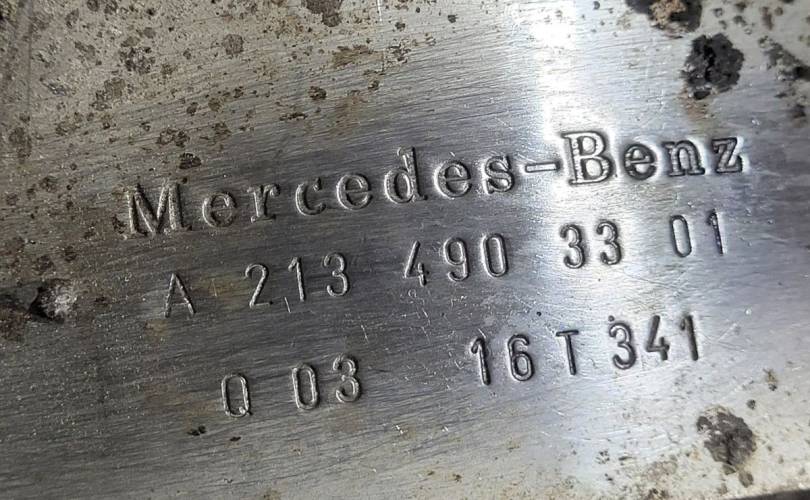 Mercedes-Benz
A 213 490 33 01
Q 03 16 T 341